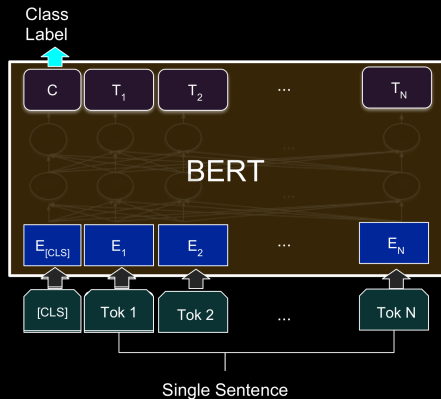 Class
Label
C T1 T2 ... TN
...
BERT
...
E[CLS] E1 E2 ... EN
[CLS] Tok 1 Tok 2 ... Tok N
Single Sentence